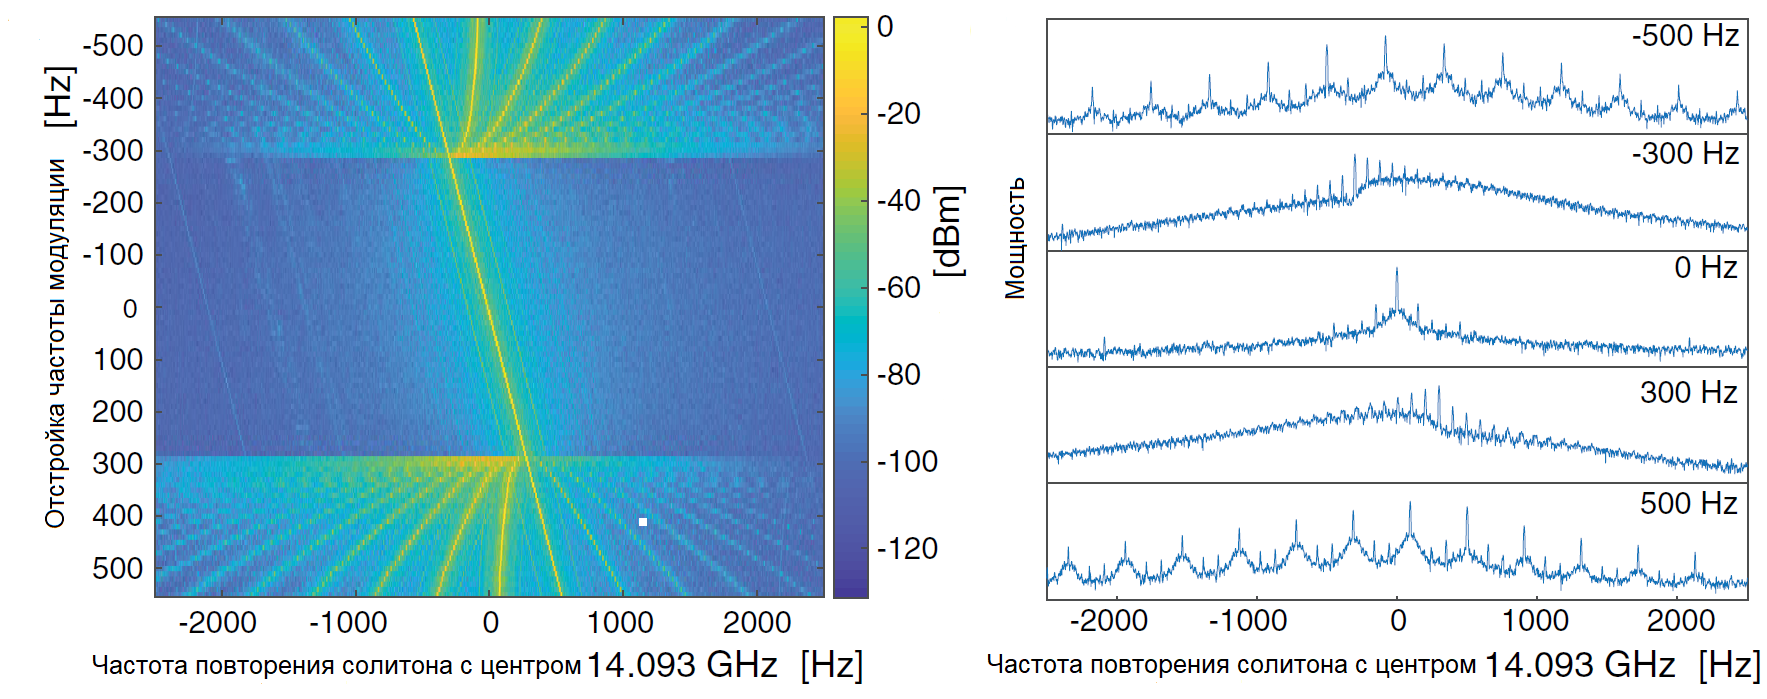 Отстройка частоты модуляции [Hz]
-500
-400
-300
-200
-100
0
100
200
300
400
500
-2000
-1000
0
1000
2000
Частота повторения солитона с центром 14.093 GHz [Hz]
0
-20
-40
-60
-80
-100
-120
[dBm]
Мощность
-500 Hz
-300 Hz
0 Hz
300 Hz
500 Hz
-2000
-1000
0
1000
2000
Частота повторения солитона с центром 14.093 GHz [Hz]